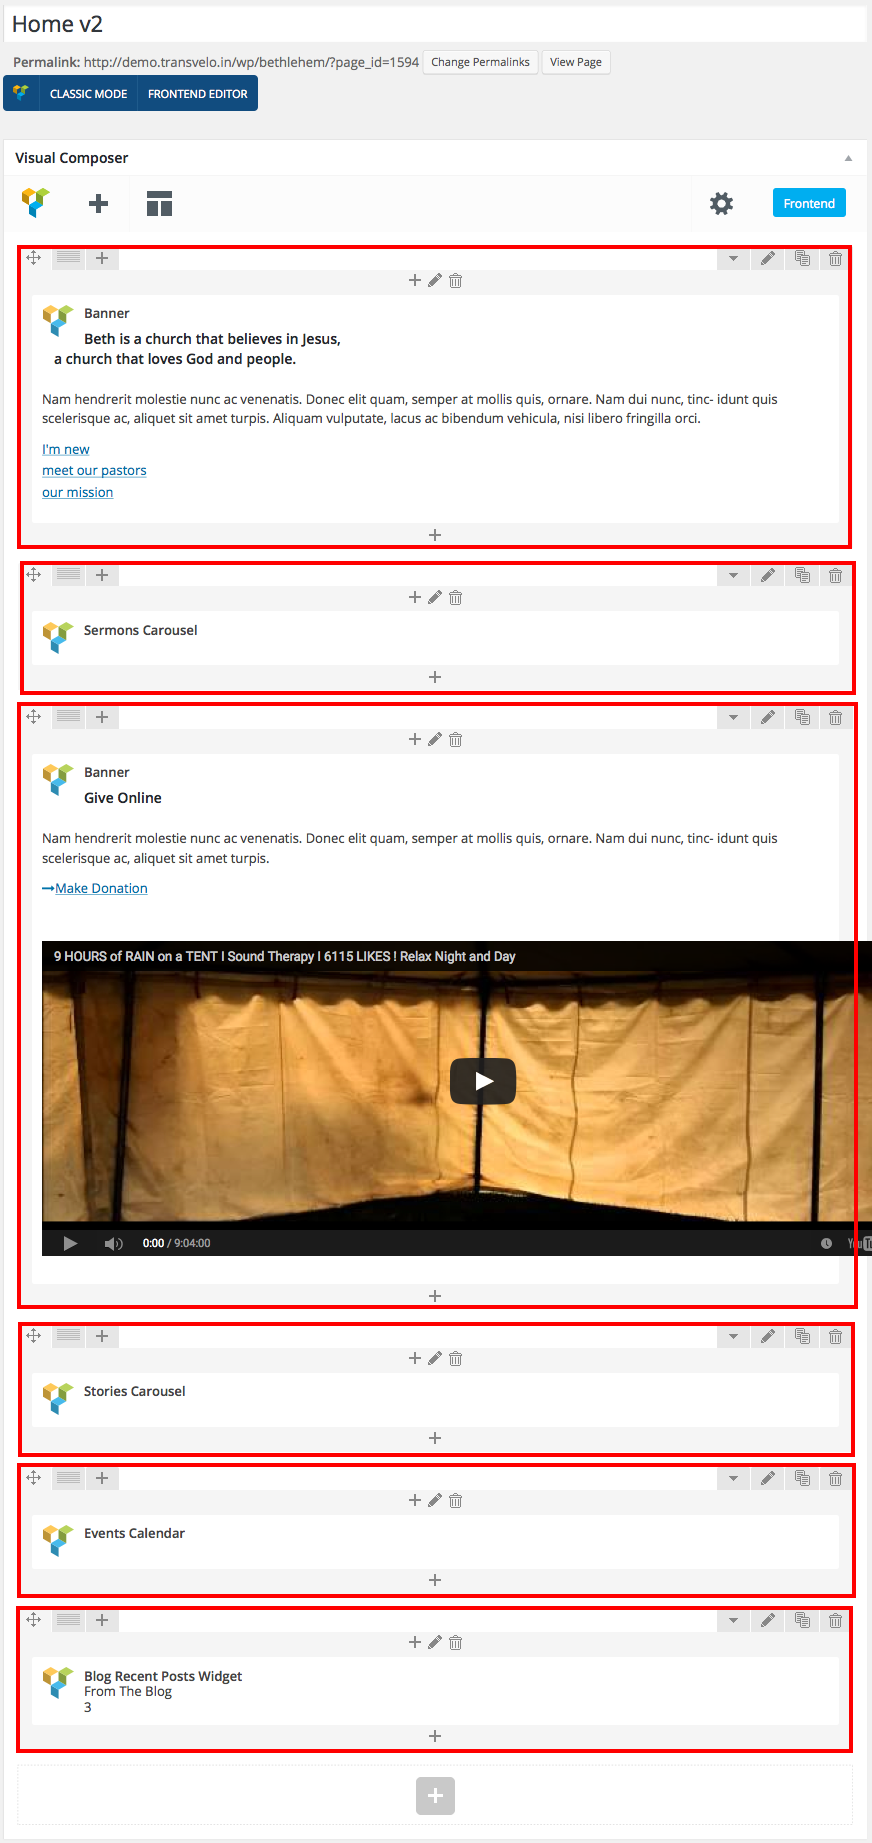 Home v2
Permalink: http://demo.transvelo.in/wp/bethlehem/?page_id=1594 Change Permalinks View Page
CLASSIC MODE FRONTEND EDITOR
Visual Composer
Frontend
Banner
Beth is a church that believes in Jesus,
a church that loves God and people.
Nam hendrerit molestie nunc ac venenatis. Donec elit quam, semper at mollis quis, ornare. Nam dui nunc, tinc- idunt quis
scelerisque ac, aliquet sit amet turpis. Aliquam vulputate, lacus ac bibendum vehicula, nisi libero fringilla orci.
I'm new
meet our pastors
our mission
Sermons Carousel
Banner
Give Online
Nam hendrerit molestie nunc ac venenatis. Donec elit quam, semper at mollis quis, ornare. Nam dui nunc, tinc- idunt quis
scelerisque ac, aliquet sit amet turpis.
Make Donation
9 HOURS of RAIN on a TENT I Sound Therapy I 6115 LIKES ! Relax Night and Day
0:00 / 9:04:00
Stories Carousel
Events Calendar
Blog Recent Posts Widget
From The Blog
3